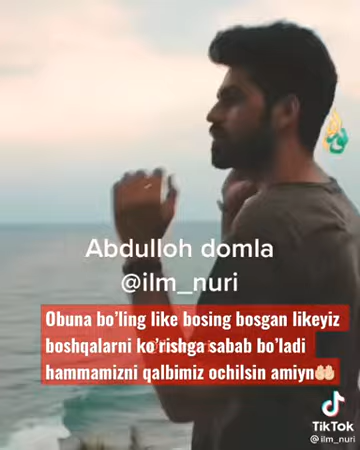 Abdulloh domla
@ilm_nuri
Obuna bo'ling like bosing bosgan likeyiz
boshqalarni ko'rishga sabab bo'ladi
hammamizni qalbimiz ochilsin amiyn🤲🏻
TikTok
@ilm_nuri